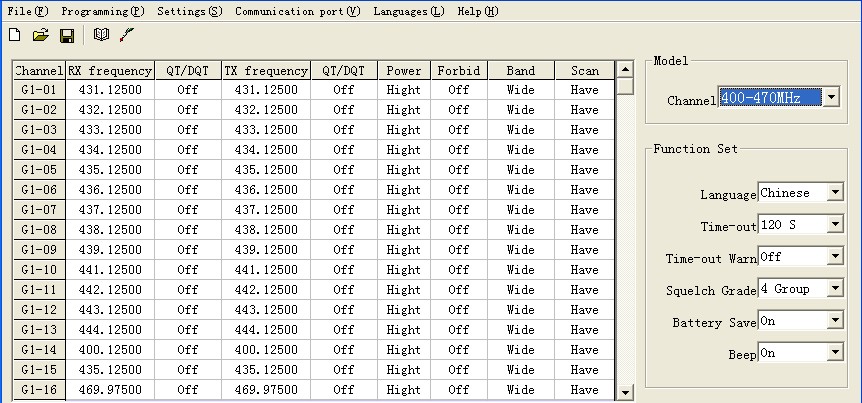 File(F) Programming(P) Settings(S) Communication port(V) Languages(L) Help(H)
Channel RX frequency QT/DQT TX frequency QT/DQT Power Forbid Band Scan
G1-01 431.12500 Off 431.12500 Off Hight Off Wide Have
G1-02 432.12500 Off 432.12500 Off Hight Off Wide Have
G1-03 433.12500 Off 433.12500 Off Hight Off Wide Have
G1-04 434.12500 Off 434.12500 Off Hight Off Wide Have
G1-05 435.12500 Off 435.12500 Off Hight Off Wide Have
G1-06 436.12500 Off 436.12500 Off Hight Off Wide Have
G1-07 437.12500 Off 437.12500 Off Hight Off Wide Have
G1-08 438.12500 Off 438.12500 Off Hight Off Wide Have
G1-09 439.12500 Off 439.12500 Off Hight Off Wide Have
G1-10 441.12500 Off 441.12500 Off Hight Off Wide Have
G1-11 442.12500 Off 442.12500 Off Hight Off Wide Have
G1-12 443.12500 Off 443.12500 Off Hight Off Wide Have
G1-13 444.12500 Off 444.12500 Off Hight Off Wide Have
G1-14 400.12500 Off 400.12500 Off Hight Off Wide Have
G1-15 435.12500 Off 435.12500 Off Hight Off Wide Have
G1-16 469.97500 Off 469.97500 Off Hight Off Wide Have
Model
Channel 400-470MHz
Function Set
Language Chinese
Time-out 120 S
Time-out Warn Off
Squelch Grade 4 Group
Battery Save On
Beep On